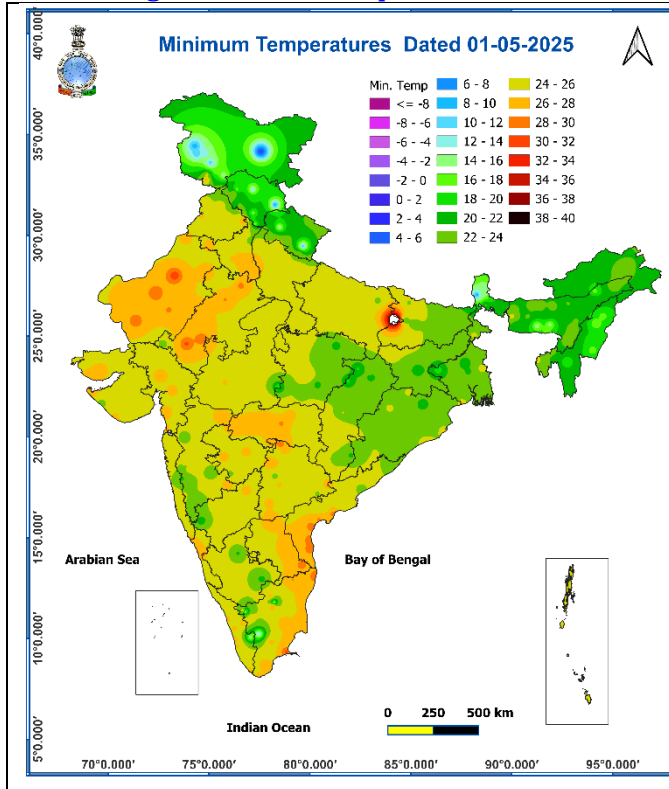 Minimum Temperatures Dated 01-05-2025
Min. Temp
<= -8
-8 - -6
-6 - -4
-4 - -2
-2 - 0
0 - 2
2 - 4
4 - 6
6 - 8
8 - 10
10 - 12
12 - 14
14 - 16
16 - 18
18 - 20
20 - 22
22 - 24
24 - 26
26 - 28
28 - 30
30 - 32
32 - 34
34 - 36
36 - 38
38 - 40
40°0.000'
35°0.000'
30°0.000'
25°0.000'
20°0.000'
15°0.000'
10°0.000'
5°0.000'
Arabian Sea
Bay of Bengal
Indian Ocean
0 250 500 km
70°0.000' 75°0.000' 80°0.000' 85°0.000' 90°0.000' 95°0.000'